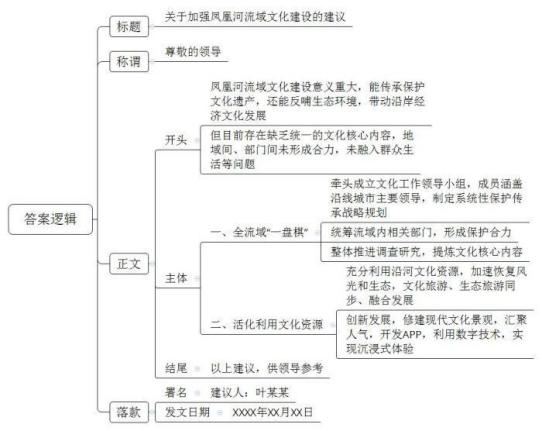 答案逻辑
标题
关于加强凤凰河流域文化建设的建议
称谓
尊敬的领导
正文
开头
凤凰河流域文化建设意义重大，能传承保护
文化遗产，还能反哺生态环境，带动沿岸经
济文化发展
但目前存在缺乏统一的文化核心内容，地
域间、部门间未形成合力，未融入群众生
活等问题
主体
一、全流域“一盘棋”
牵头成立文化工作领导小组，成员涵盖
沿线城市主要领导，制定系统性保护传
承战略规划
统筹流域内相关部门，形成保护合力
整体推进调查研究，提炼文化核心内容
二、活化利用文化资源
充分利用沿河文化资源，加速恢复风
光和生态，文化旅游、生态旅游同
步、融合发展
创新发展，修建现代文化景观，汇聚
人气，开发APP，利用数字技术，实
现沉浸式体验
结尾
以上建议，供领导参考
落款
署名
建议人：叶某某
发文日期
XXXX年XX月XX日